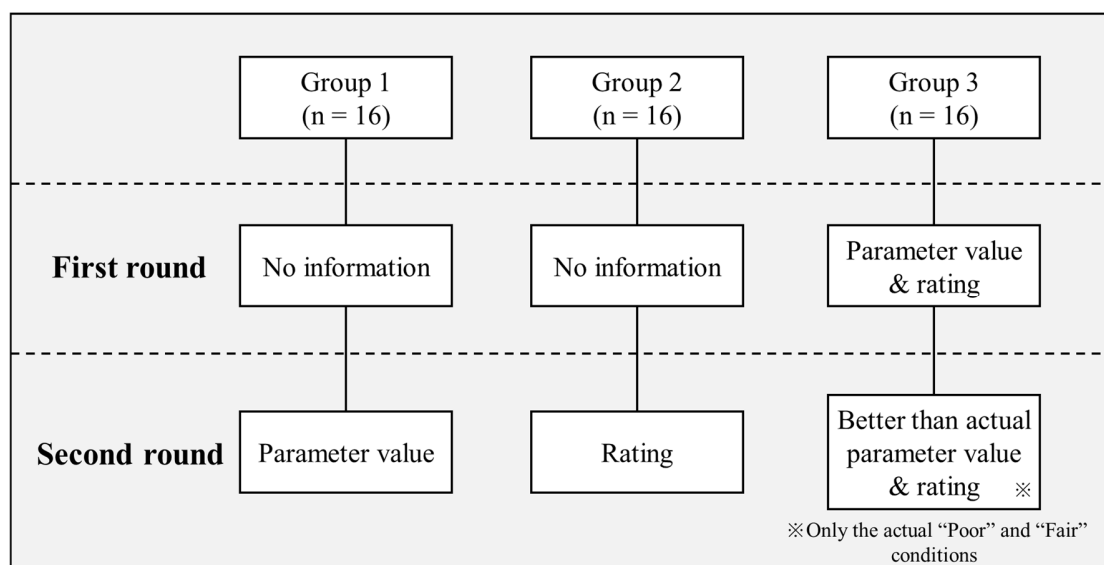 Group 1
(n = 16)
Group 2
(n = 16)
Group 3
(n = 16)
First round
No information
No information
Parameter value
& rating
Second round
Parameter value
Rating
Better than actual
parameter value
& rating ※
※Only the actual “Poor” and “Fair”
conditions